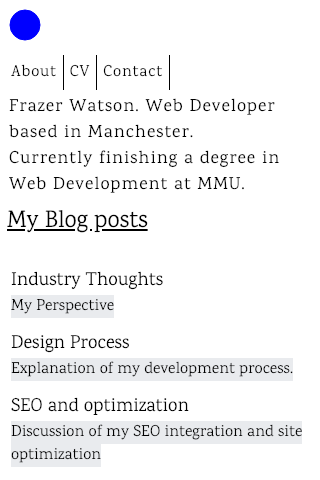 About CV Contact
Frazer Watson. Web Developer
based in Manchester.
Currently finishing a degree in
Web Development at MMU.
My Blog posts
Industry Thoughts
My Perspective
Design Process
Explanation of my development process.
SEO and optimization
Discussion of my SEO integration and site
optimization